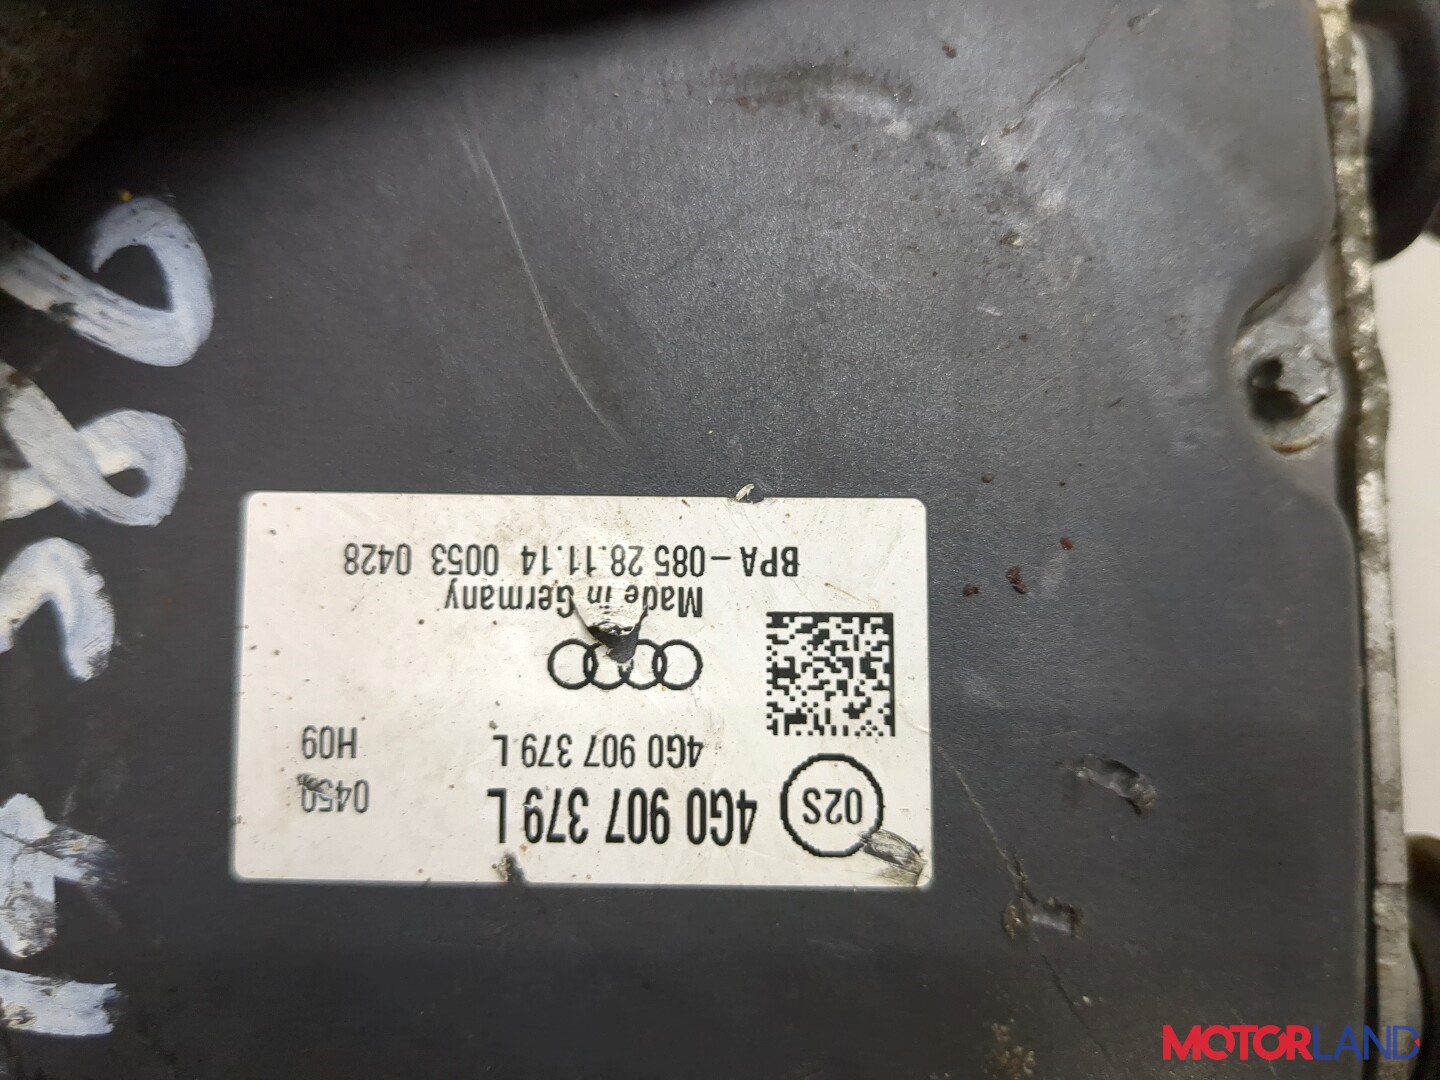 02S
4G0 907 379 L
0450
4G0 907 379 L
H09
Made in Germany
BPA-085 28.11.14 0053 0428
MOTORLAND